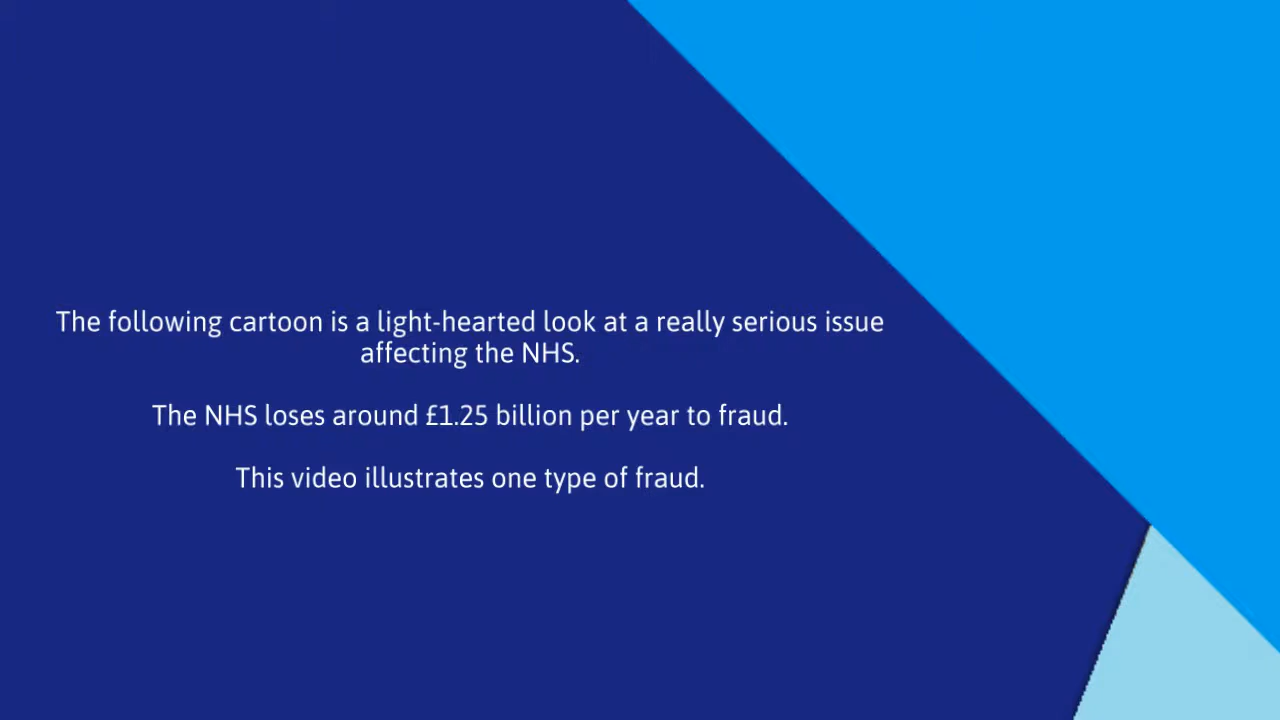 The following cartoon is a light-hearted look at a really serious issue
affecting the NHS.
The NHS loses around £1.25 billion per year to fraud.
This video illustrates one type of fraud.